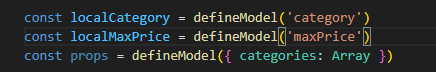 const localCategory = defineModel('category')
const localMaxPrice = defineModel('maxPrice')
const props = defineModel({ categories: Array })